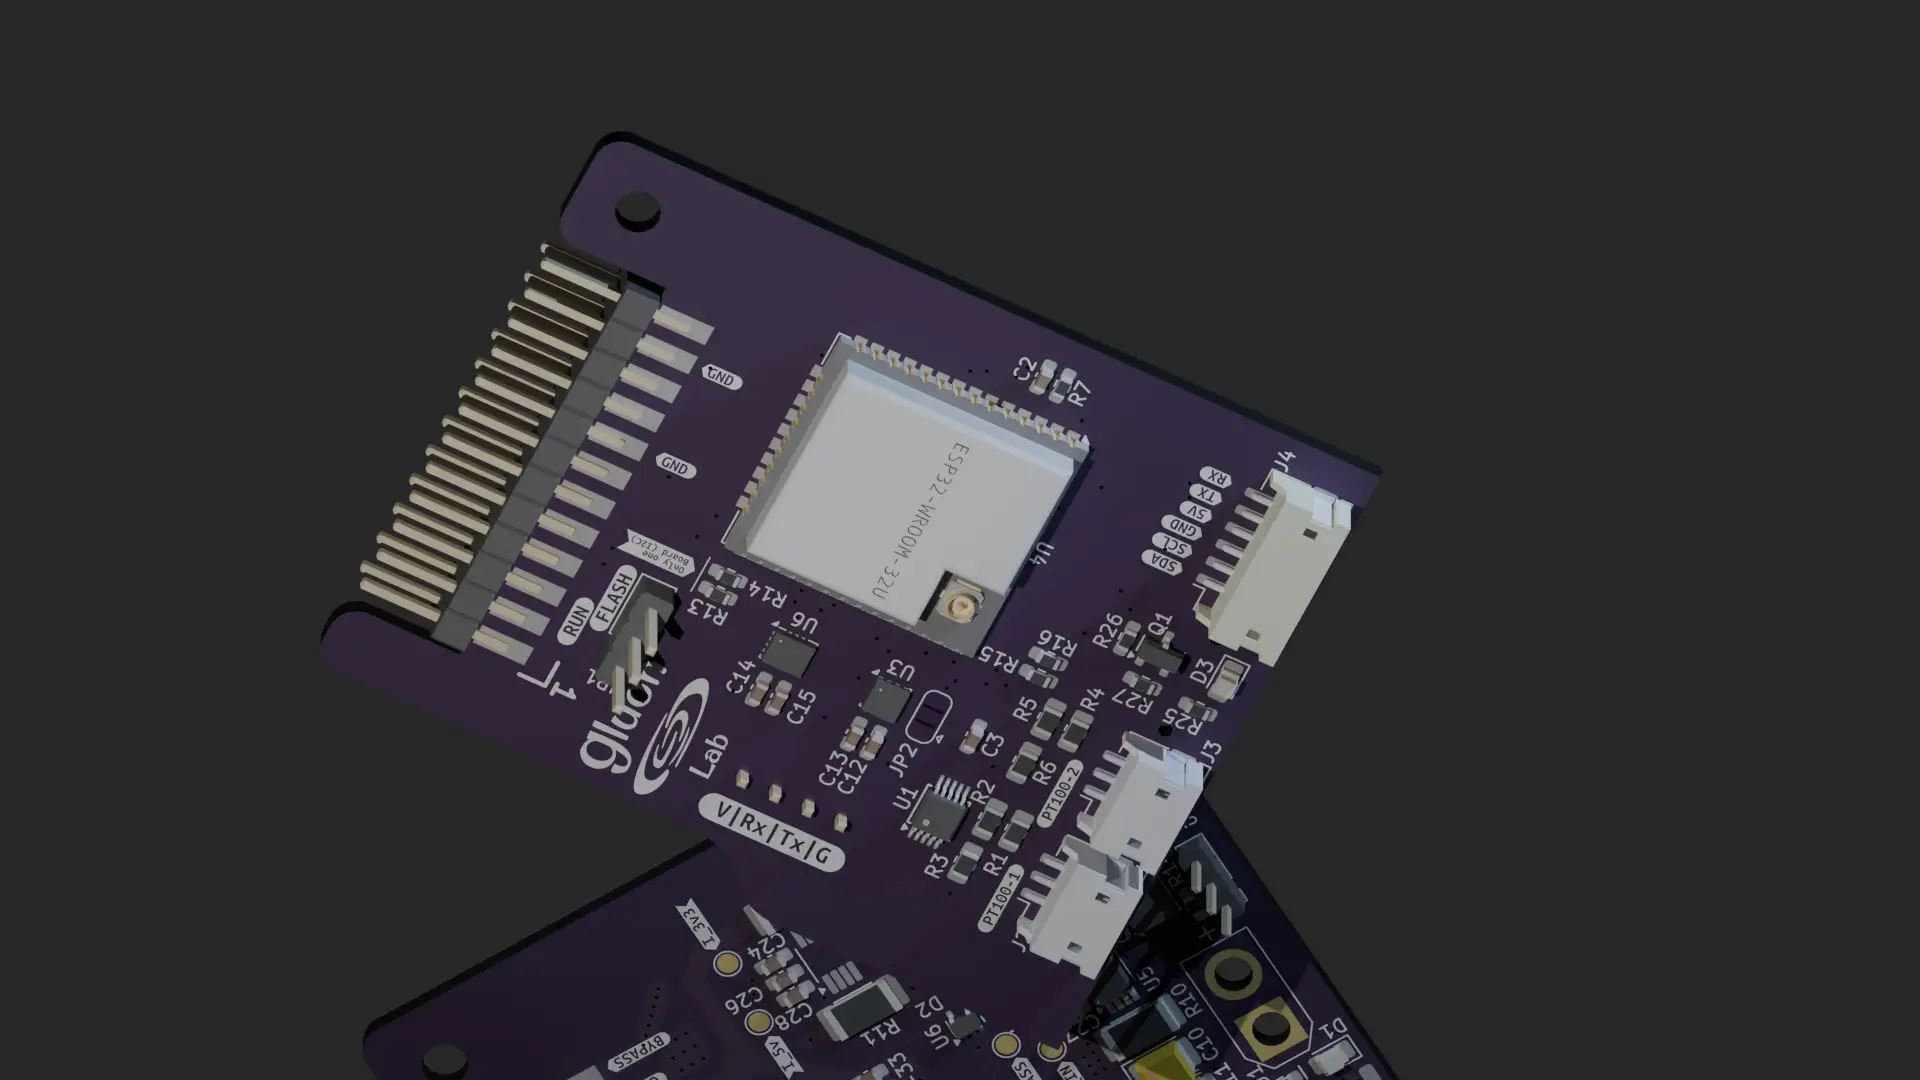 GND
C2
R7
GND
ESP32-WROOM-32U
U4
J4
RX
TX
5V
GND
SCL
SDA
Only one
Board (I2C)
FLASH
RUN
R14
R13
U6
C14
C15
U3
JP2
C13
C12
C3
R16
R15
R26
Q1
R27
D3
R25
R5
R4
R6
J3
PT100-2
U1
R2
R3
R1
PT100-1
1
Lab
V|Rx|Tx|G
I_3V3
C24
C26
C28
I_5V
R11
D2
U6
BYPASS
U5
R10
C10
D1